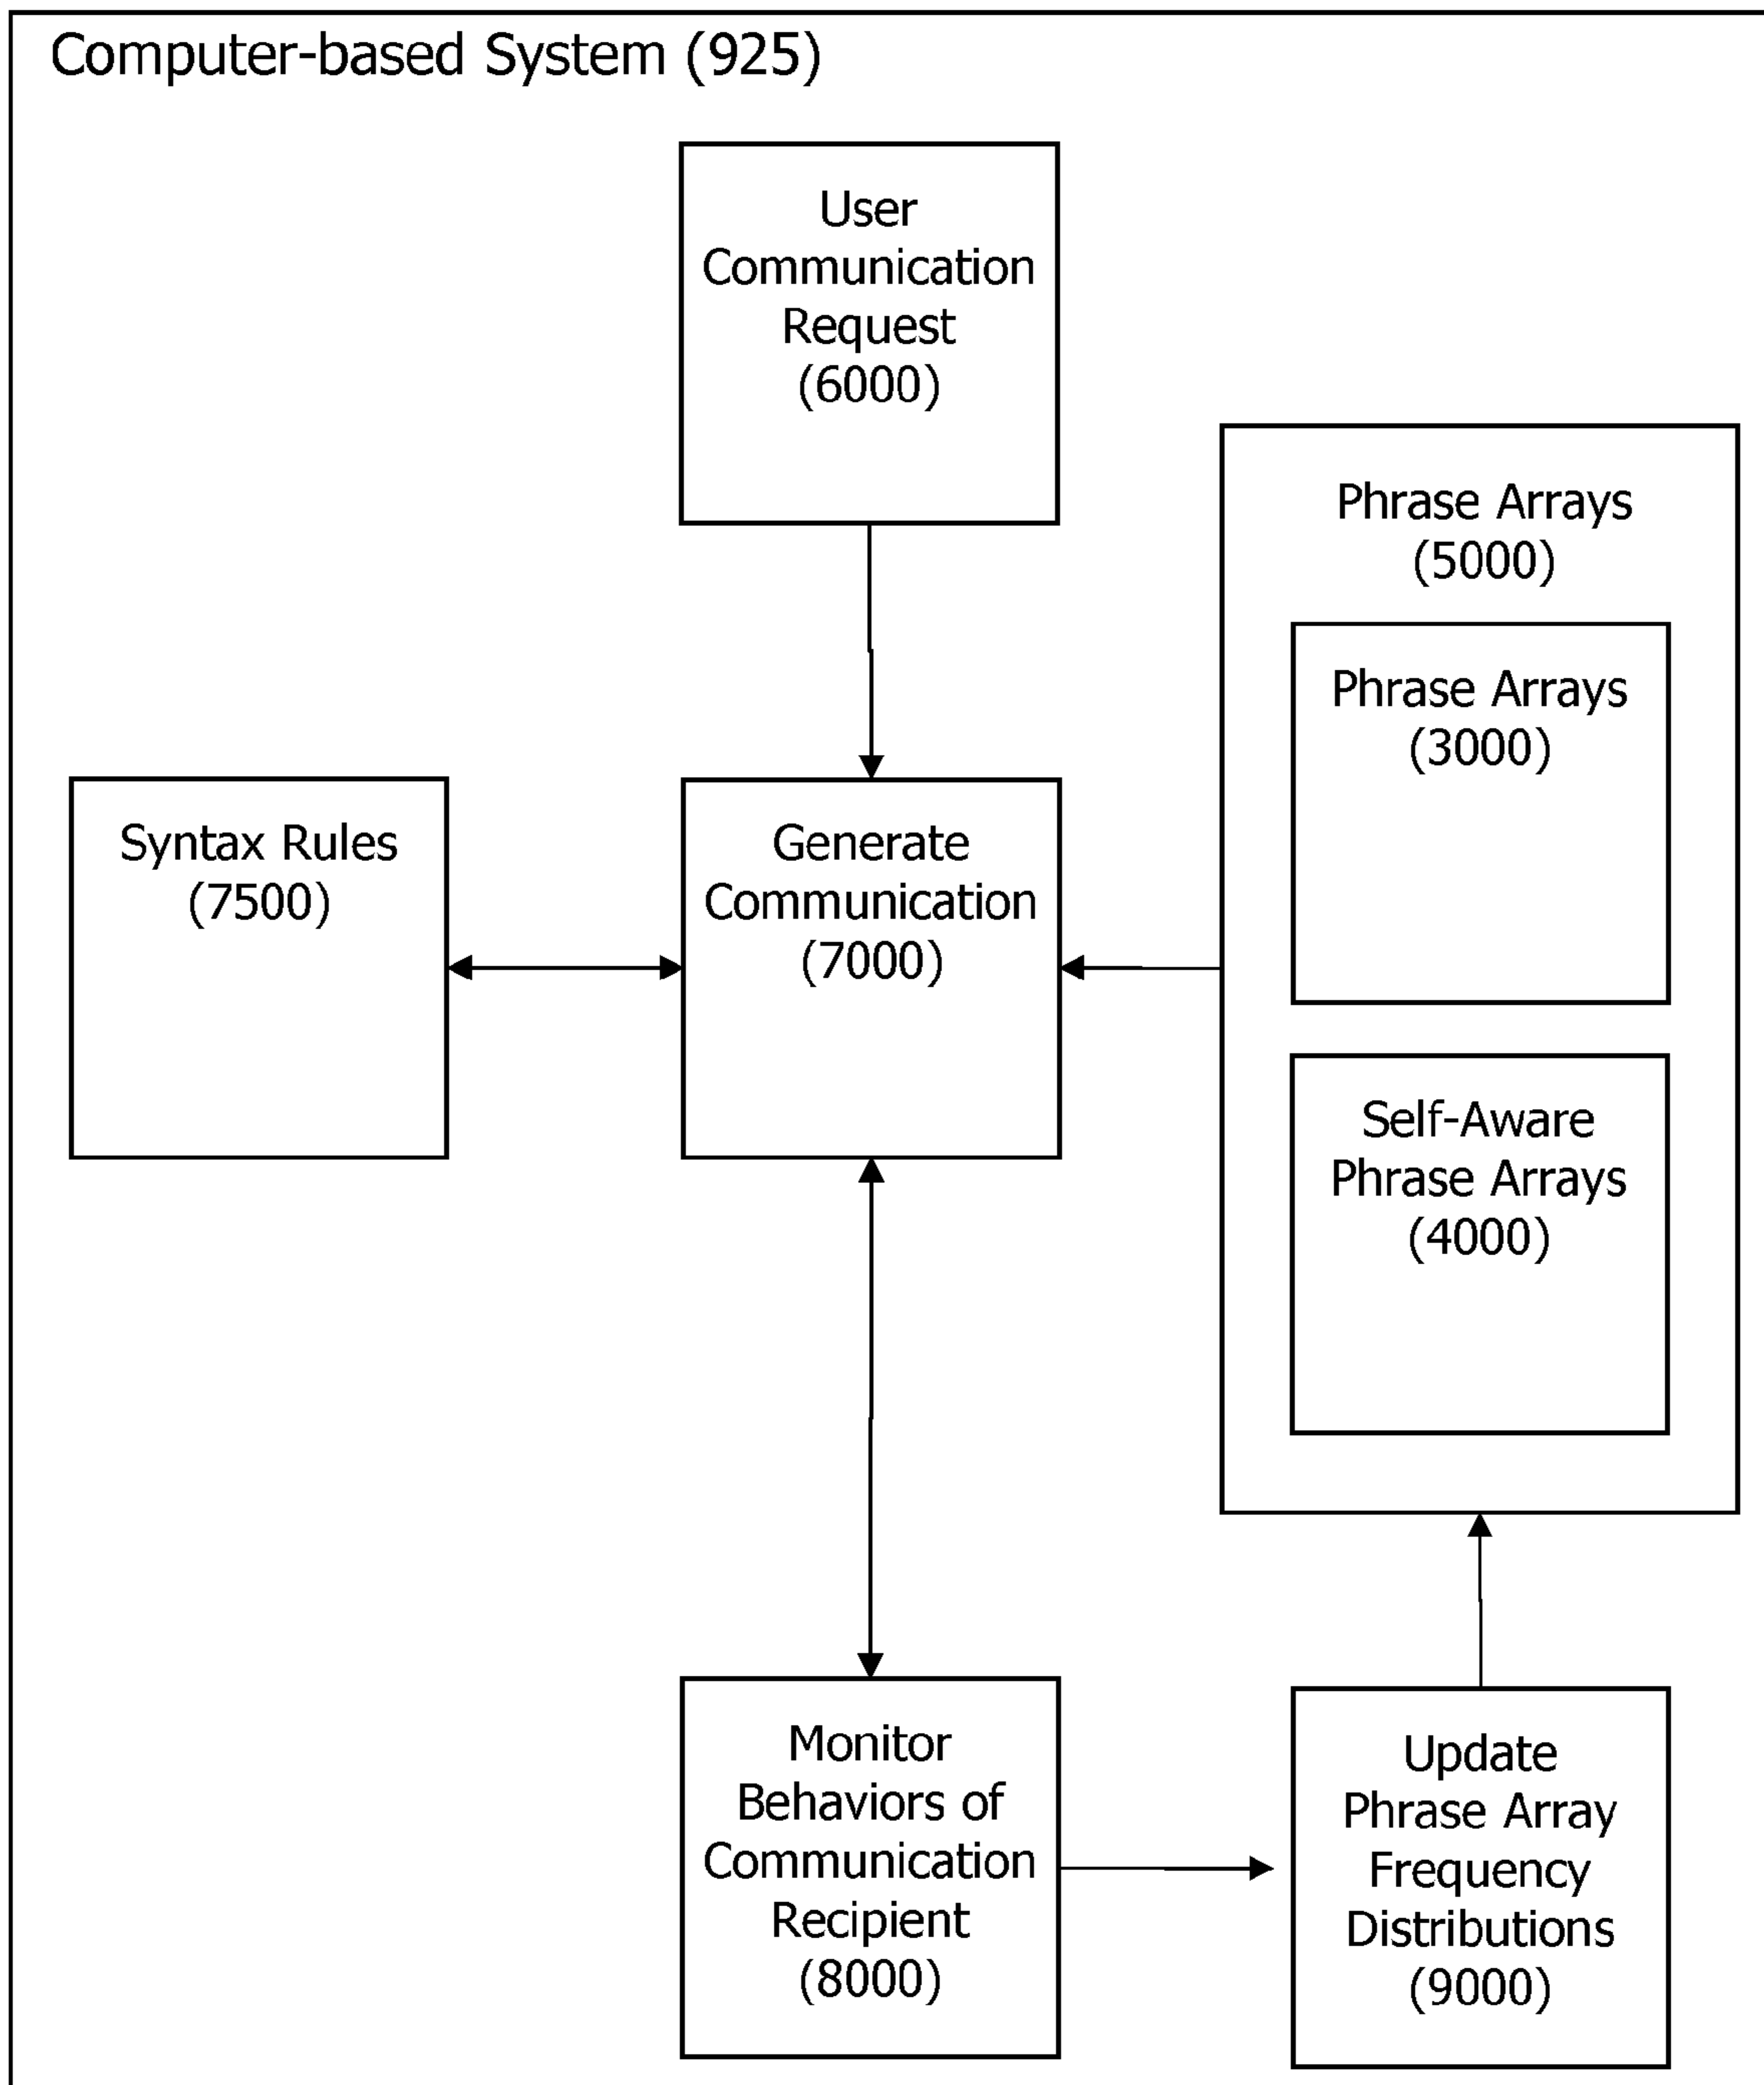 Computer-based System (925)
User
Communication
Request
(6000)
Phrase Arrays
(5000)
Phrase Arrays
(3000)
Syntax Rules
(7500)
Generate
Communication
(7000)
Self-Aware
Phrase Arrays
(4000)
Monitor
Behaviors of
Communication
Recipient
(8000)
Update
Phrase Array
Frequency
Distributions
(9000)